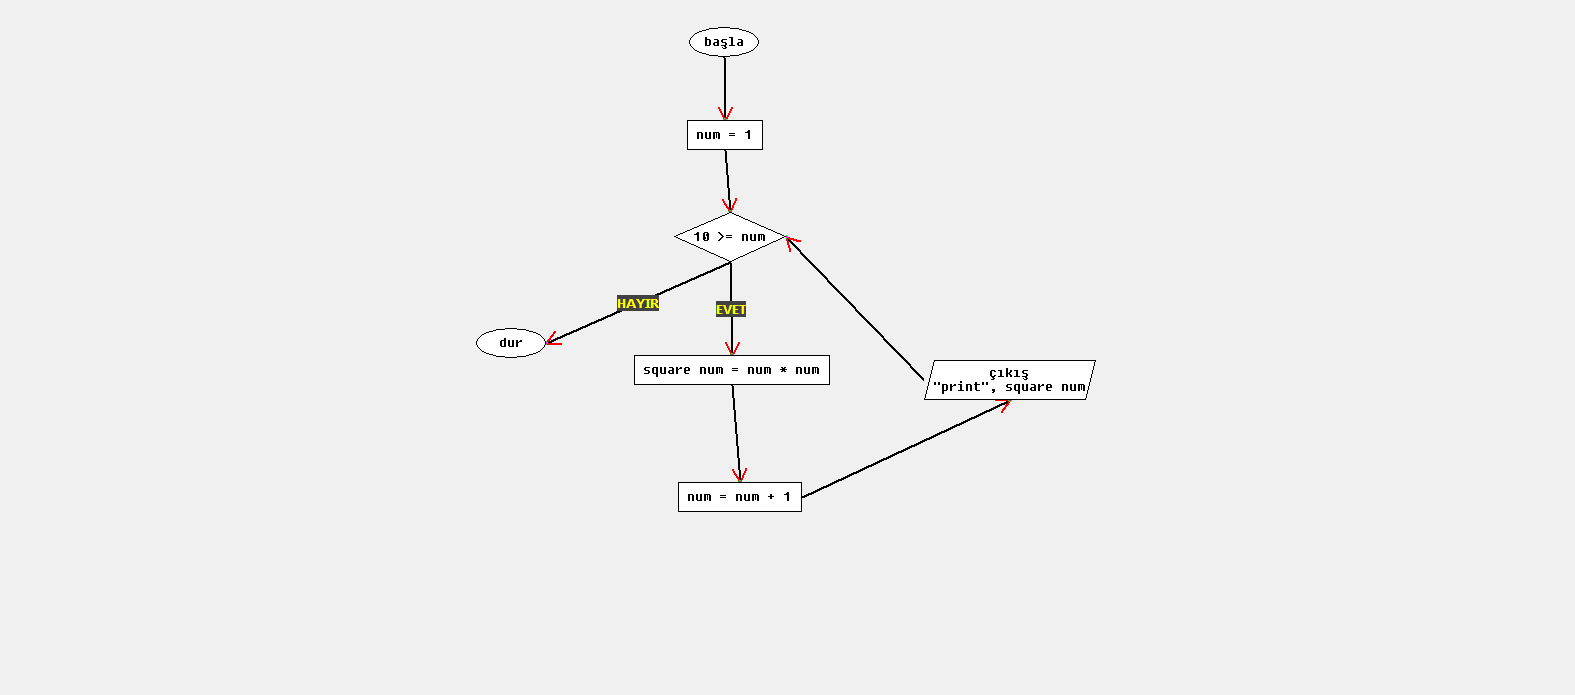 başla
num = 1
10 >= num
HAYIR
EVET
dur
square num = num * num
çıkış
"print", square num
num = num + 1